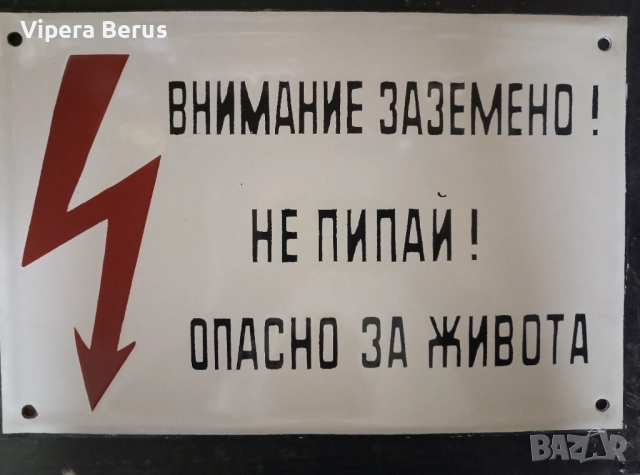 Vipera Berus
ВНИМАНИЕ ЗАЗЕМЕНО !
НЕ ПИПАЙ !
ОПАСНО ЗА ЖИВОТА
BAZAR